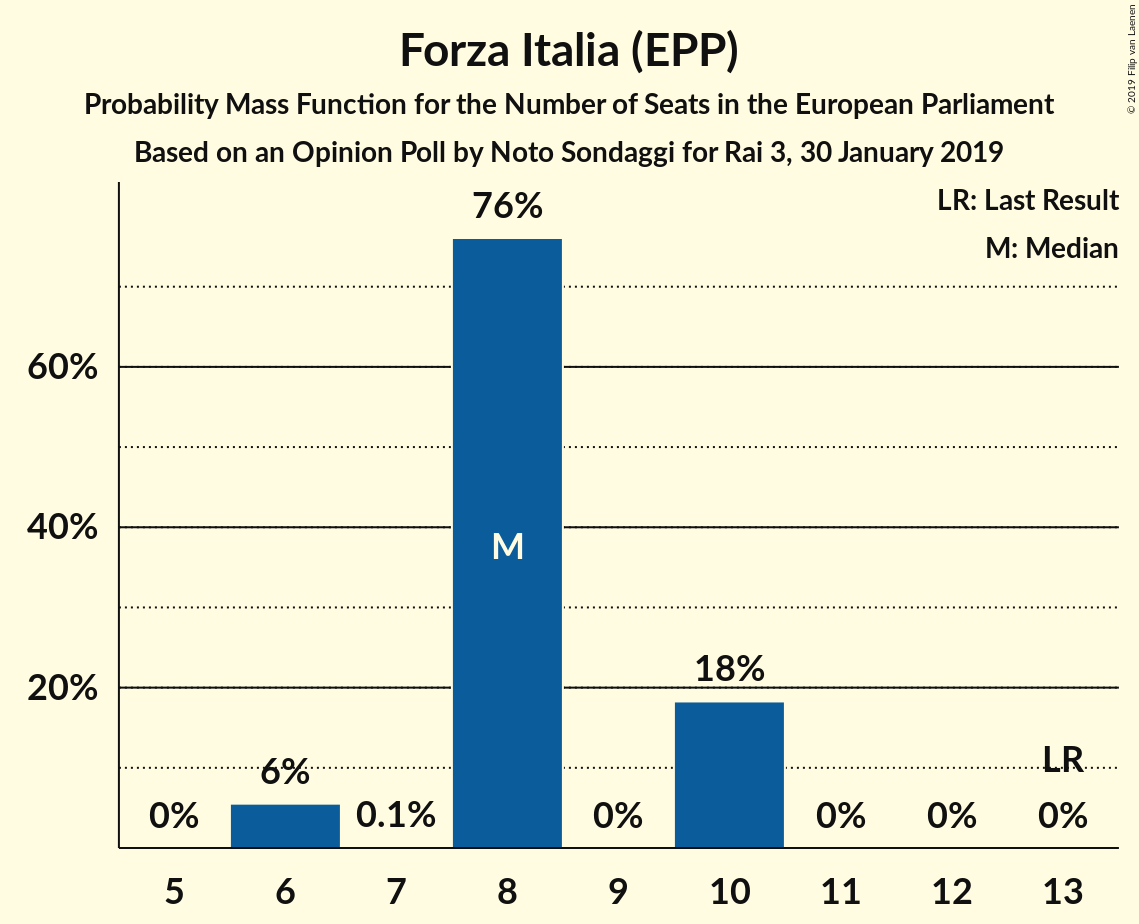 Forza Italia (EPP)
Probability Mass Function for the Number of Seats in the European Parliament
Based on an Opinion Poll by Noto Sondaggi for Rai 3, 30 January 2019
© 2019 Filip van Laenen
LR: Last Result
M: Median
76%
60%
M
40%
18%
20%
LR
6%
0%
0.1%
0%
0%
0%
0%
5 6 7 8 9 10 11 12 13